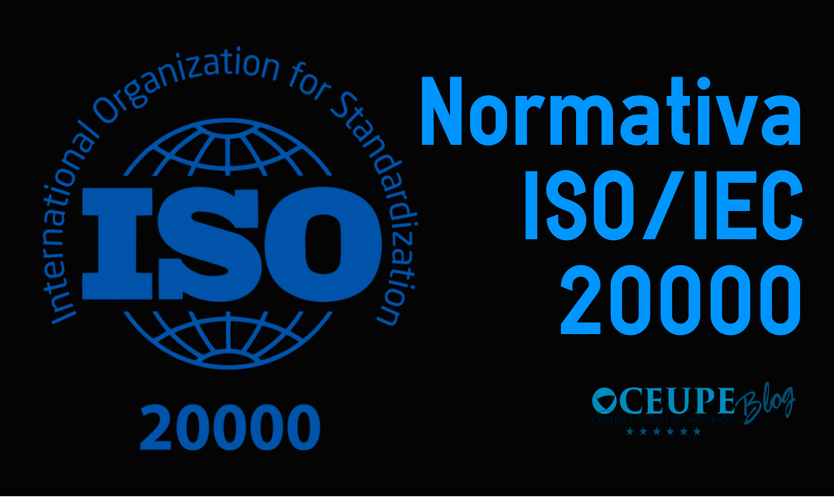 International Organization for Standardization
ISO
20000
Normativa
ISO/IEC
20000
CEUPE Blog